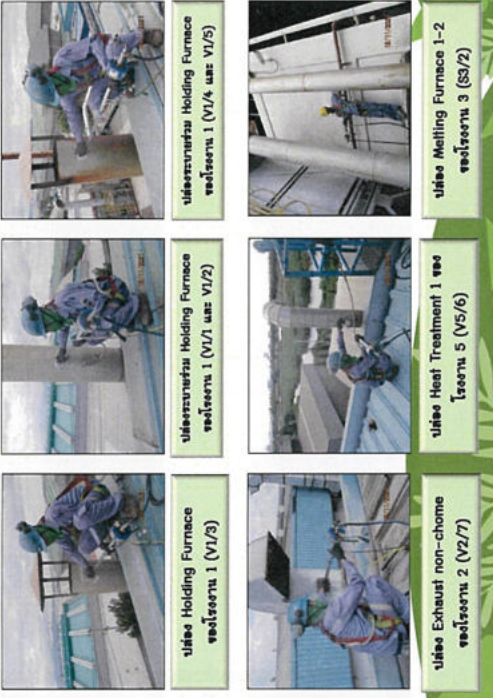 ปล่อง Holding Furnace
ของโรงงาน 1 (V1/3)
ปล่องระบายร่วม Holding Furnace
ของโรงงาน 1 (V1/1 และ V1/2)
ปล่องระบายร่วม Holding Furnace
ของโรงงาน 1 (V1/4 และ V1/5)
ปล่อง Exhaust non-chome
ของโรงงาน 2 (V2/7)
ปล่อง Heat Treatment 1 ของ
โรงงาน 5 (V5/6)
ปล่อง Melting Furnace 1-2
ของโรงงาน 3 (S3/2)